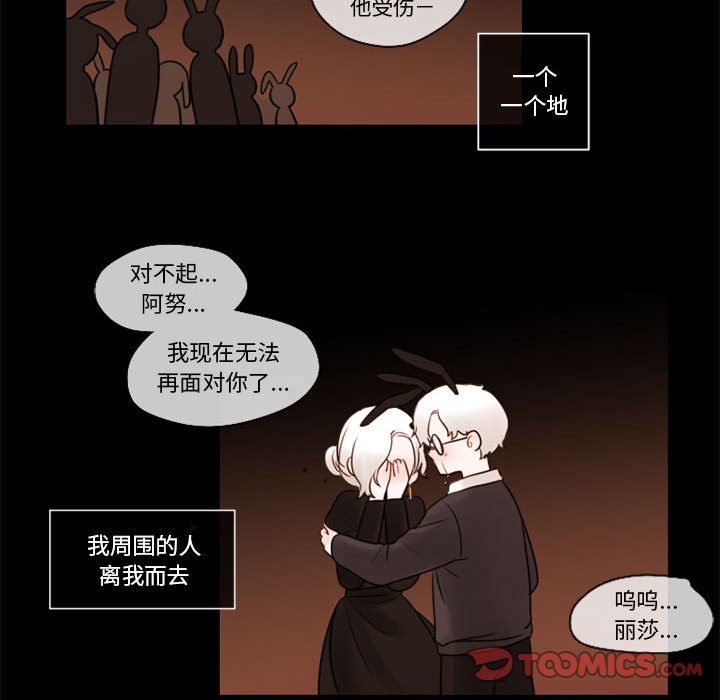 他受伤－
一个
一个地
对不起...
阿努...
我现在无法
再面对你了...
我周围的人
离我而去
呜呜...
丽莎...
TOOMICS.COM